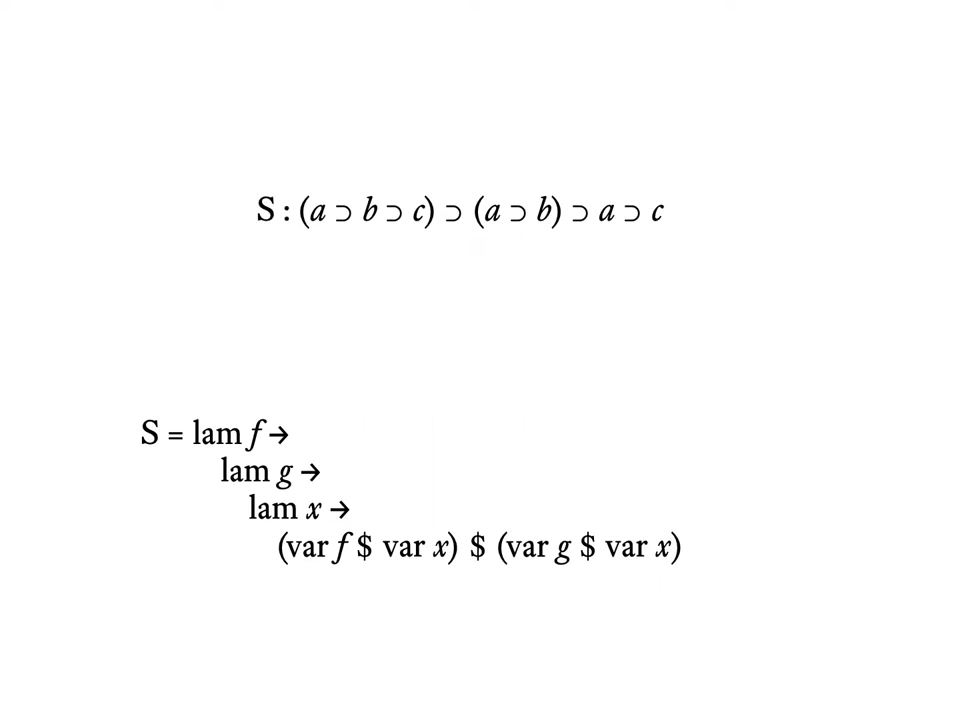 S : (a ⊃ b ⊃ c) ⊃ (a ⊃ b) ⊃ a ⊃ c
S = lam f →
lam g →
lam x →
(var f $ var x) $ (var g $ var x)